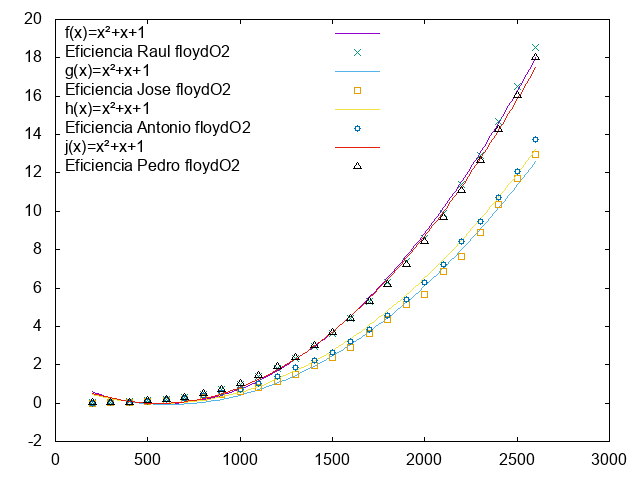 20
18
16
14
12
10
8
6
4
2
0
-2
f(x)=x²+x+1
Eficiencia Raul floydO2
g(x)=x²+x+1
Eficiencia Jose floydO2
h(x)=x²+x+1
Eficiencia Antonio floydO2
j(x)=x²+x+1
Eficiencia Pedro floydO2
0 500 1000 1500 2000 2500 3000